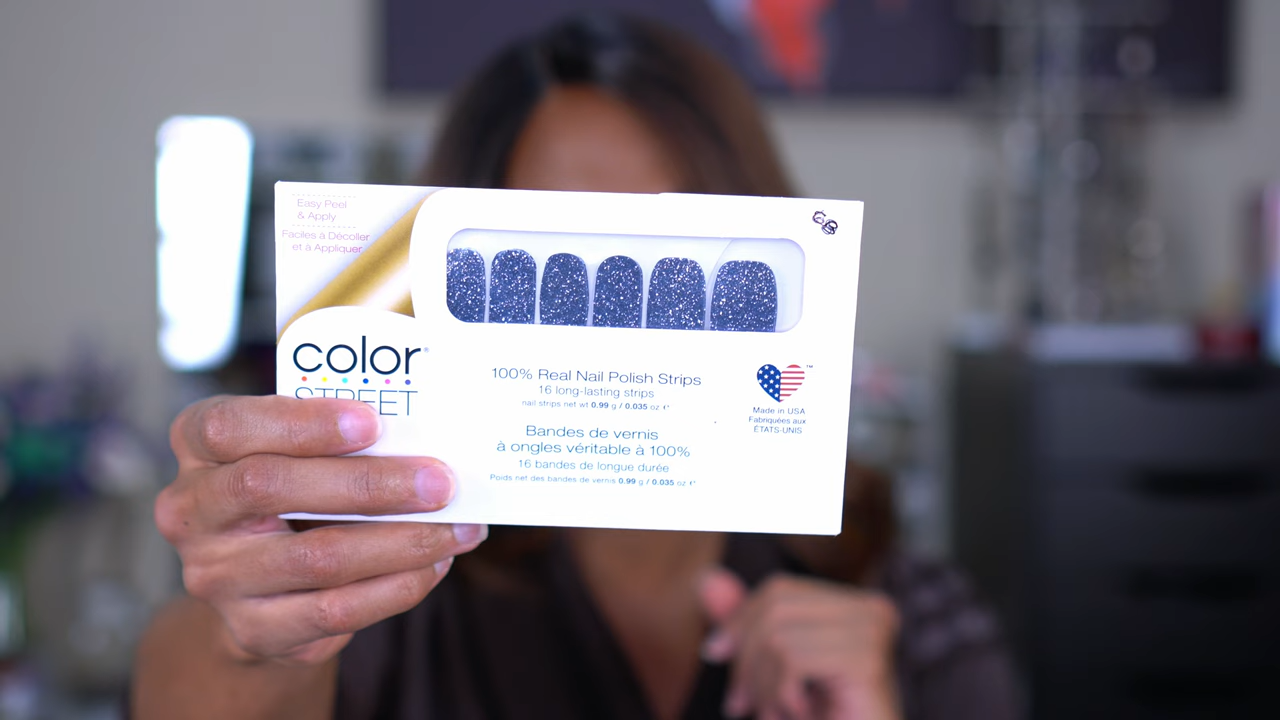 Easy Peel
& Apply
Faciles à Décoller
et à Appliquer
color®
STREET
100% Real Nail Polish Strips
16 long-lasting strips
nail strips net wt 0.99 g / 0.035 oz ℮
Bandes de vernis
à ongles véritable à 100%
16 bandes de longue durée
Poids net des bandes de vernis 0.99 g / 0.035 oz ℮
™
Made in USA
Fabriquées aux
ÉTATS-UNIS